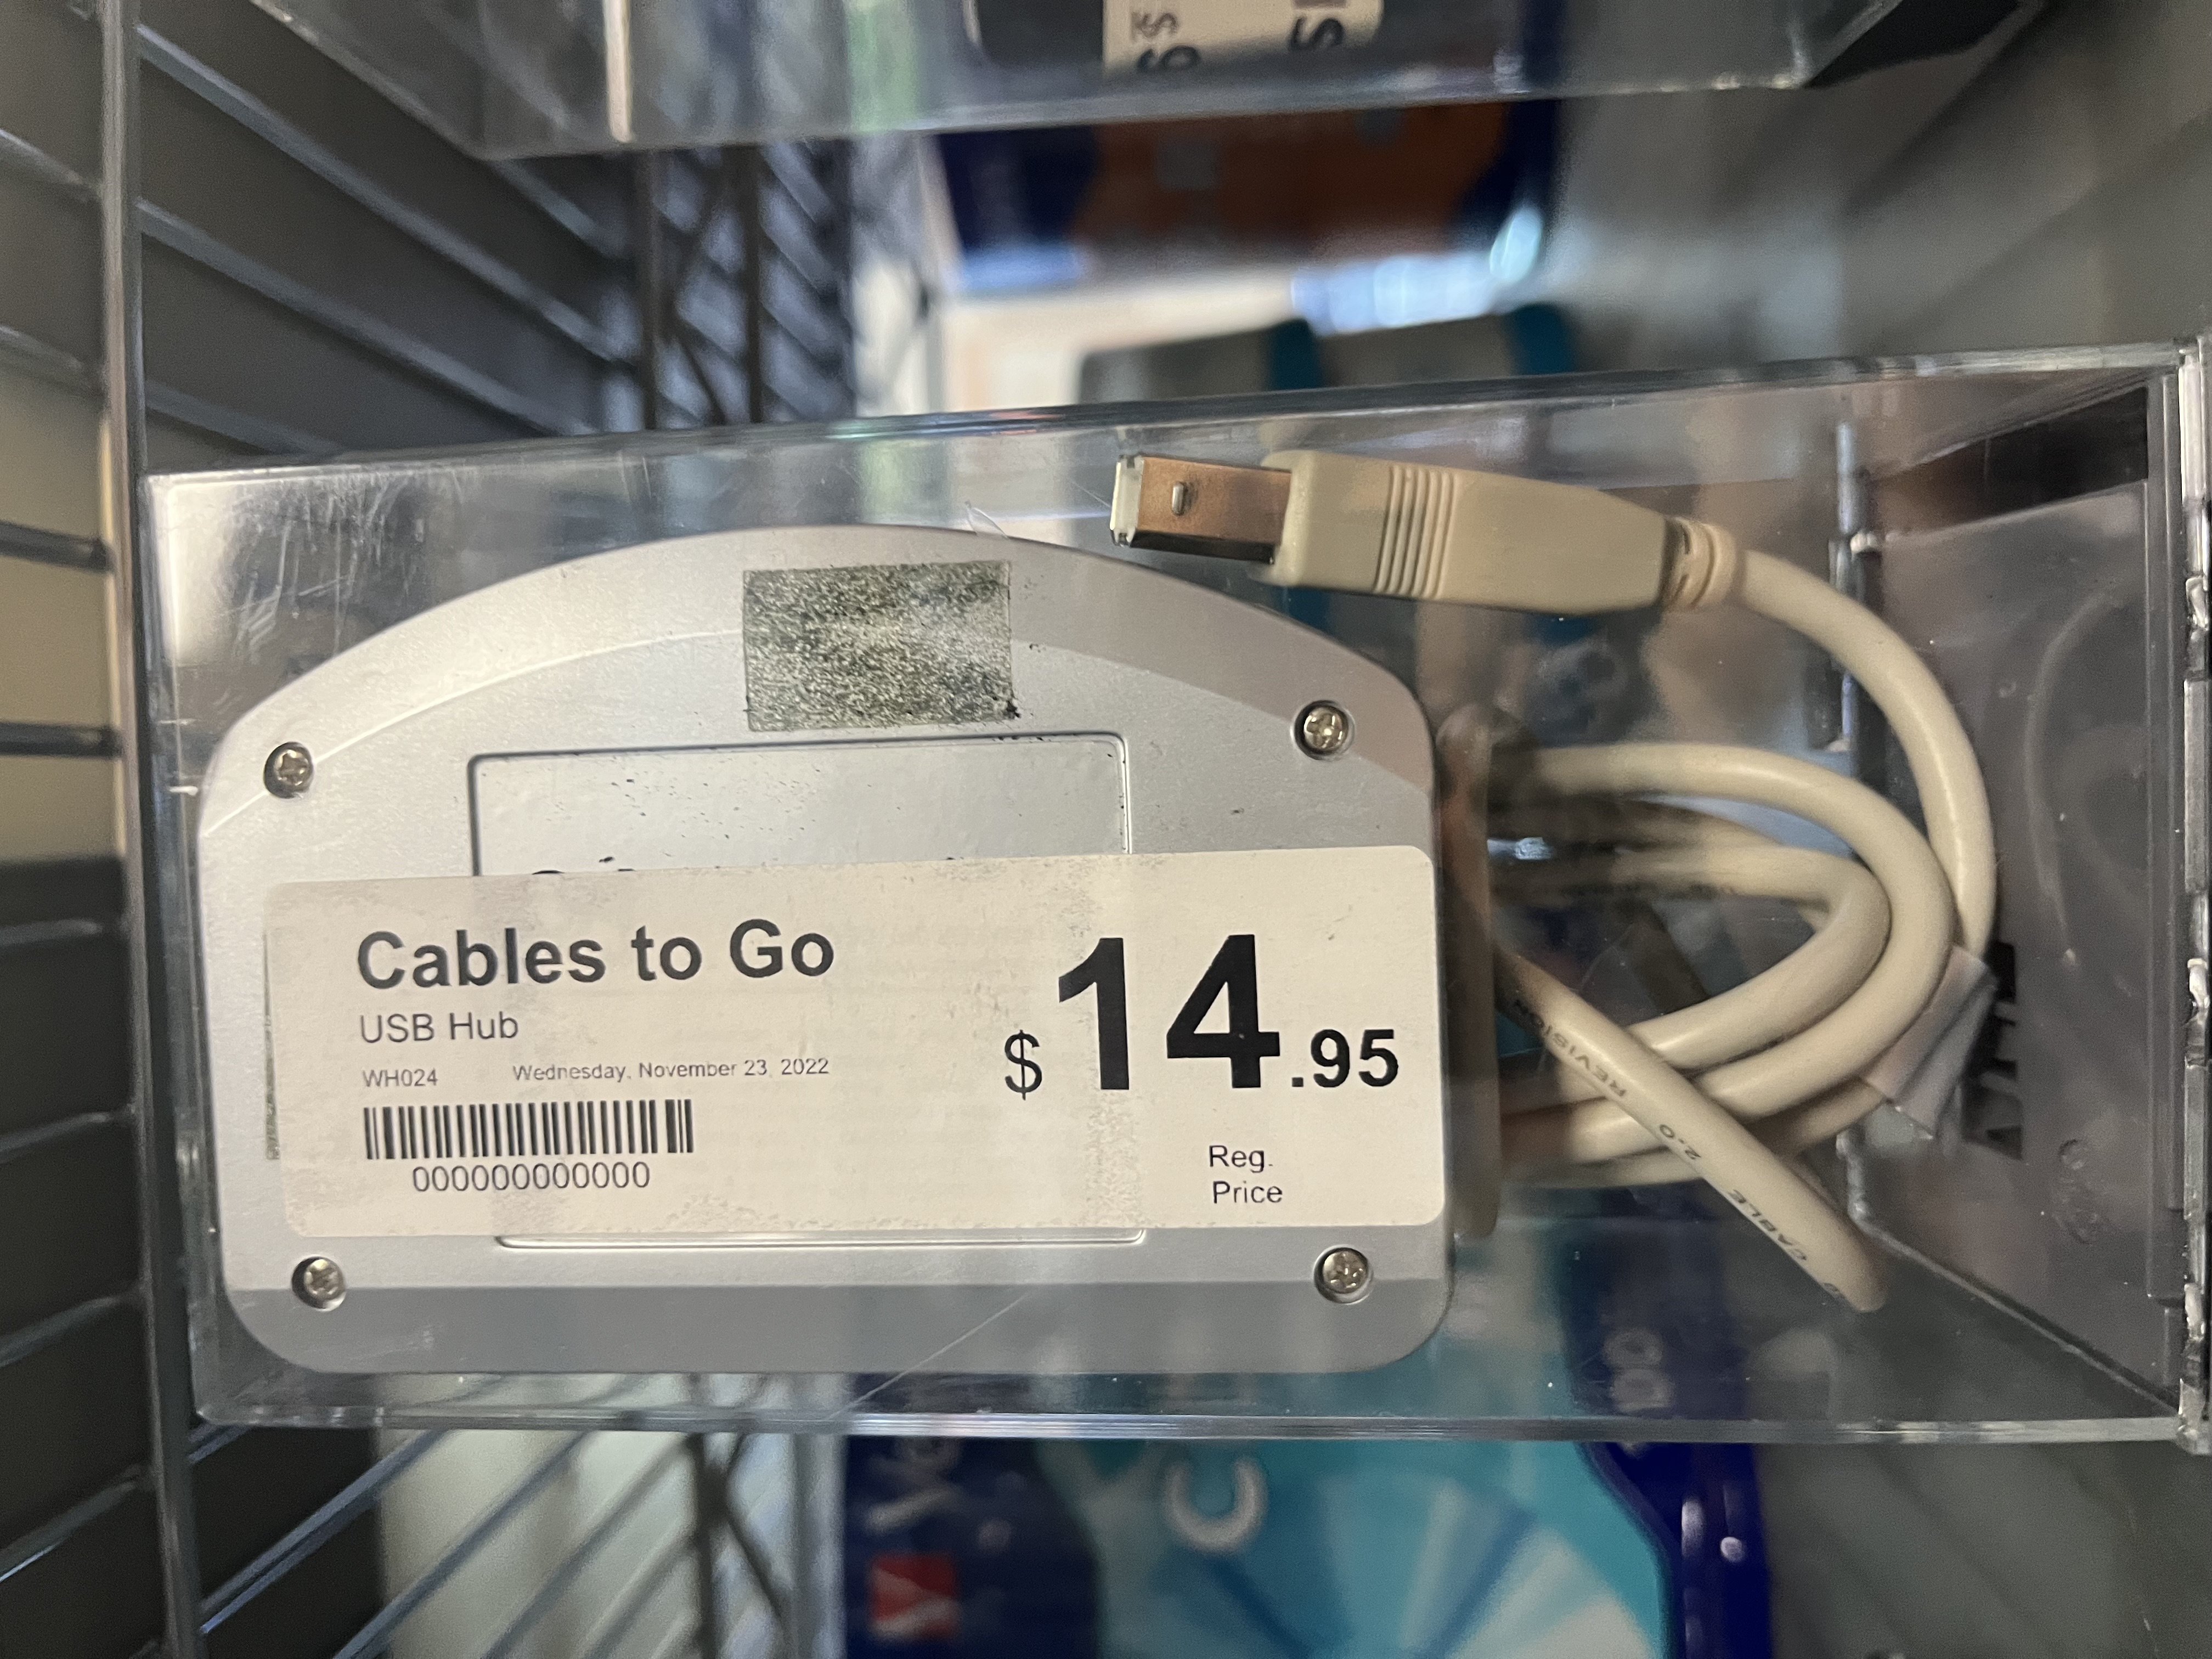 Cables to Go
USB Hub
WH024 Wednesday, November 23, 2022
000000000000
$14.95
Reg.
Price
REVISION
2.0
CABLE